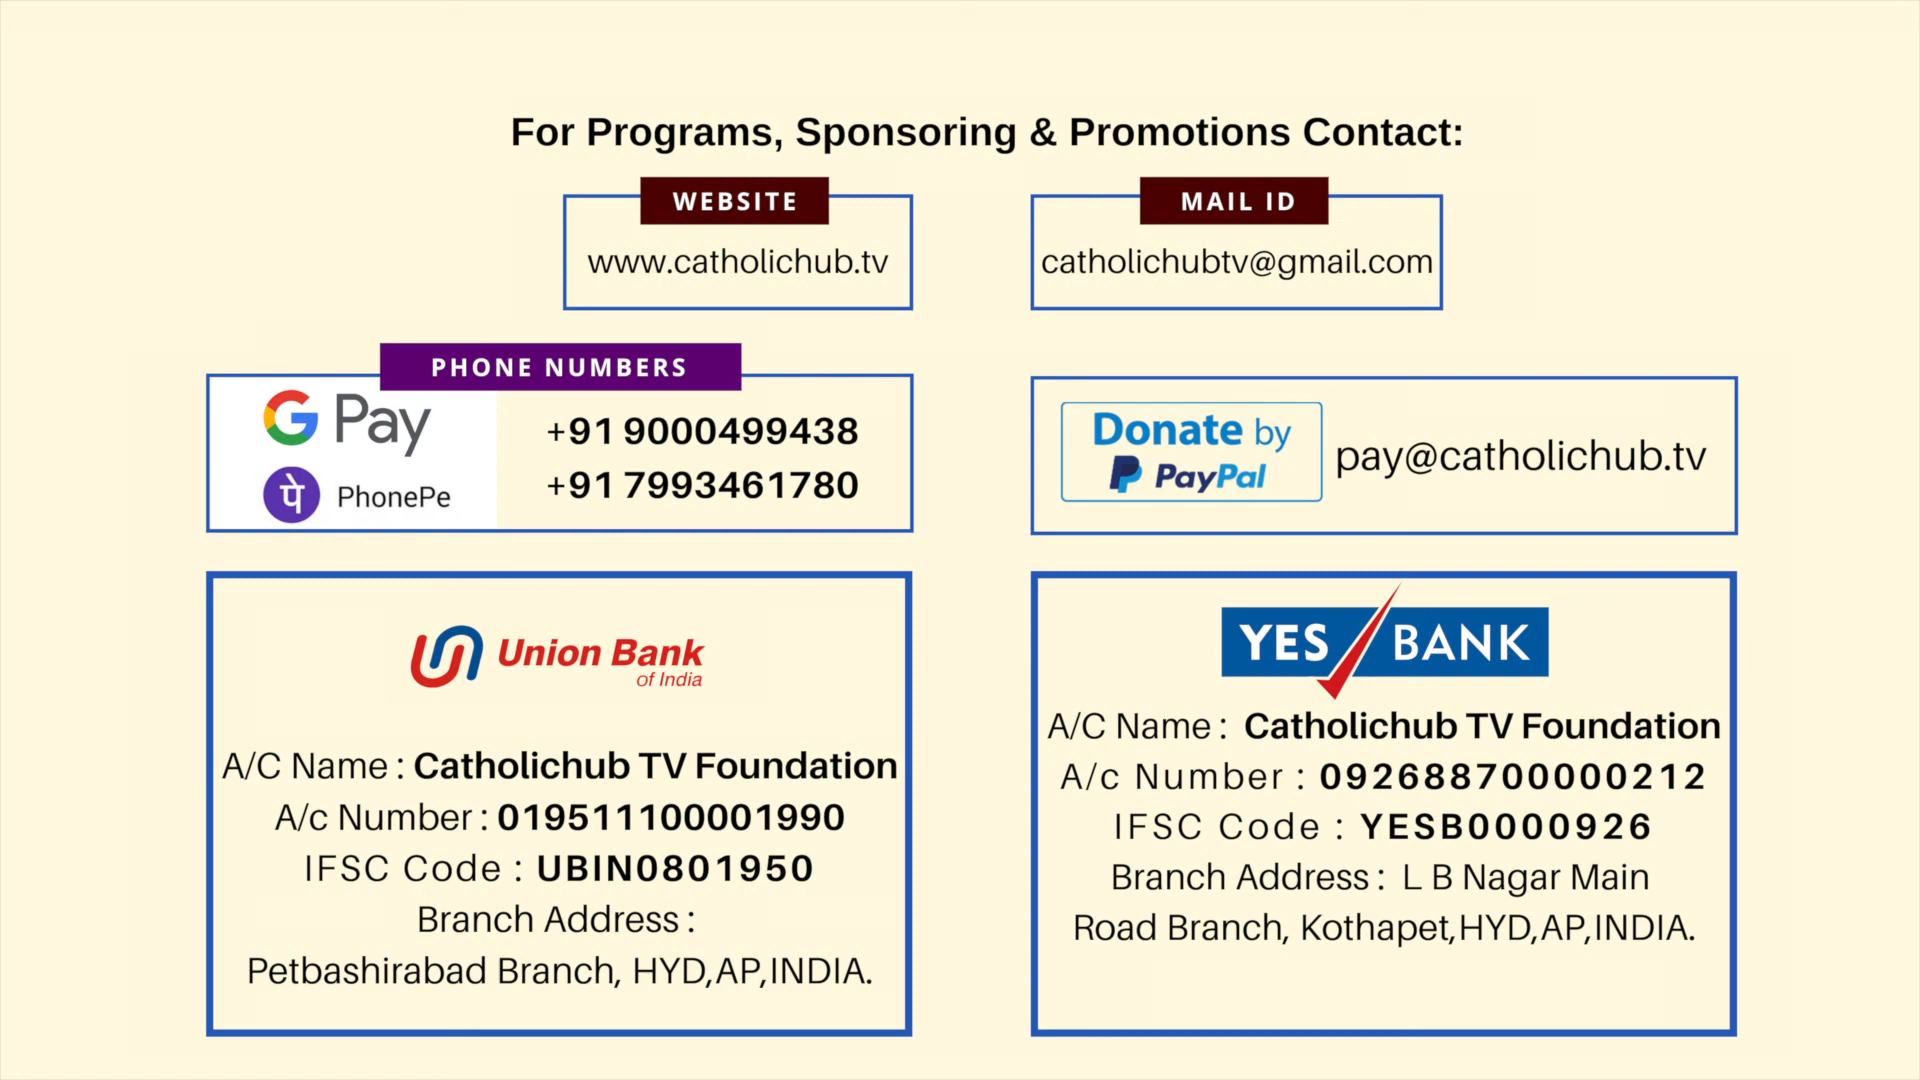 For Programs, Sponsoring & Promotions Contact:
WEBSITE
www.catholichub.tv
MAIL ID
catholichubtv@gmail.com
PHONE NUMBERS
G Pay
पे PhonePe
+91 9000499438
+91 7993461780
Donate by
PayPal
pay@catholichub.tv
Union Bank
of India
A/C Name : Catholichub TV Foundation
A/c Number : 019511100001990
IFSC Code : UBIN0801950
Branch Address :
Petbashirabad Branch, HYD,AP,INDIA.
YES BANK
A/C Name : Catholichub TV Foundation
A/c Number : 092688700000212
IFSC Code : YESB0000926
Branch Address : L B Nagar Main
Road Branch, Kothapet,HYD,AP,INDIA.